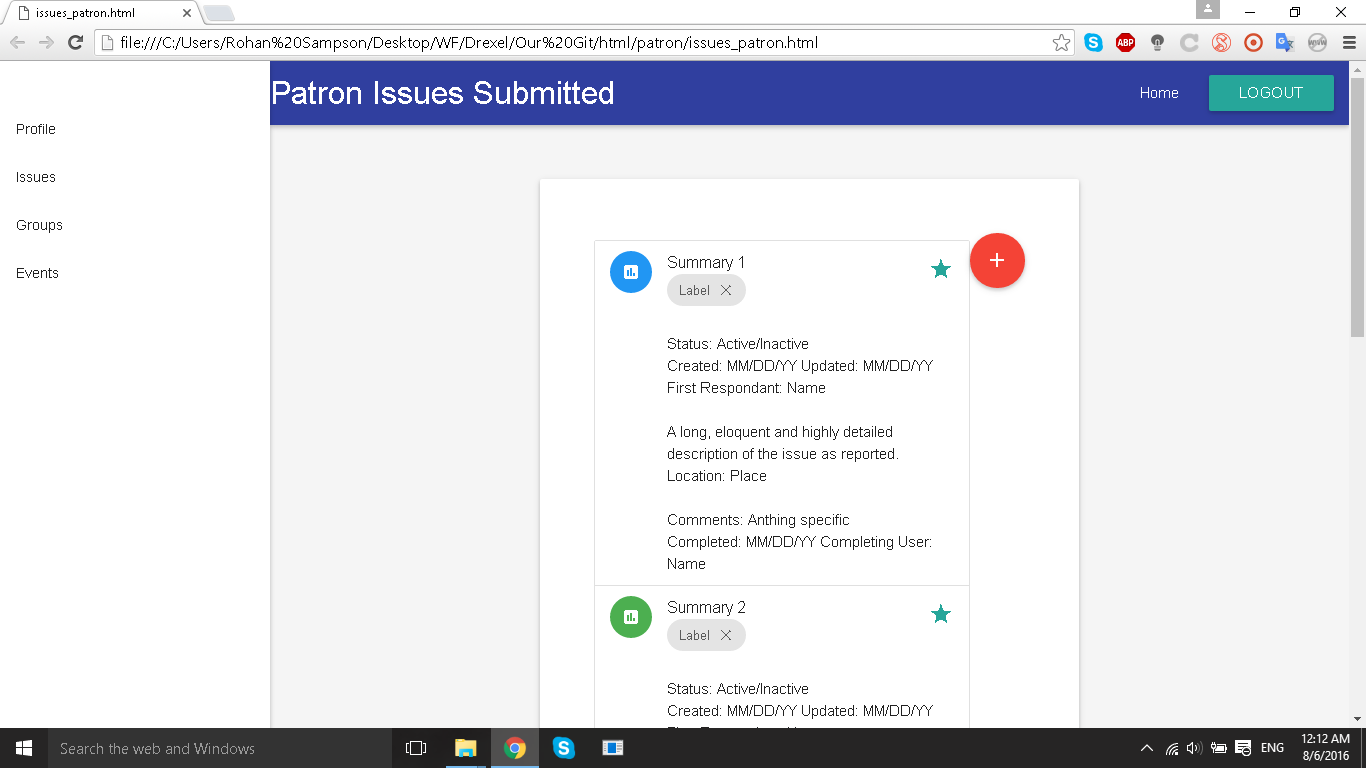 issues_patron.html
file:///C:/Users/Rohan%20Sampson/Desktop/WF/Drexel/Our%20Git/html/patron/issues_patron.html
ABP
Patron Issues Submitted
Home
LOGOUT
Profile
Issues
Groups
Events
Summary 1
Label
Status: Active/Inactive
Created: MM/DD/YY Updated: MM/DD/YY
First Respondant: Name
A long, eloquent and highly detailed
description of the issue as reported.
Location: Place
Comments: Anthing specific
Completed: MM/DD/YY Completing User:
Name
Summary 2
Label
Status: Active/Inactive
Created: MM/DD/YY Updated: MM/DD/YY
Search the web and Windows
ENG
12:12 AM
8/6/2016